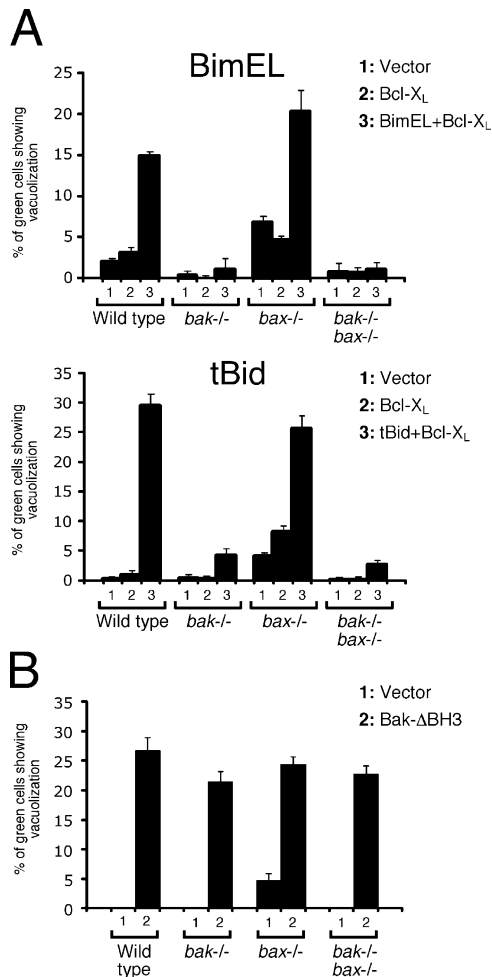 A
BimEL
1: Vector
2: Bcl-XL
3: BimEL+Bcl-XL
% of green cells showing
vacuolization
25
20
15
10
5
0
1 2 3 1 2 3 1 2 3 1 2 3
Wild type bak-/- bax-/- bak-/-
bax-/-
tBid
1: Vector
2: Bcl-XL
3: tBid+Bcl-XL
% of green cells showing
vacuolization
35
30
25
20
15
10
5
0
1 2 3 1 2 3 1 2 3 1 2 3
Wild type bak-/- bax-/- bak-/-
bax-/-
B
1: Vector
2: Bak-ΔBH3
% of green cells showing
vacuolization
35
30
25
20
15
10
5
0
1 2 1 2 1 2 1 2
Wild bak-/- bax-/- bak-/-
type bax-/-